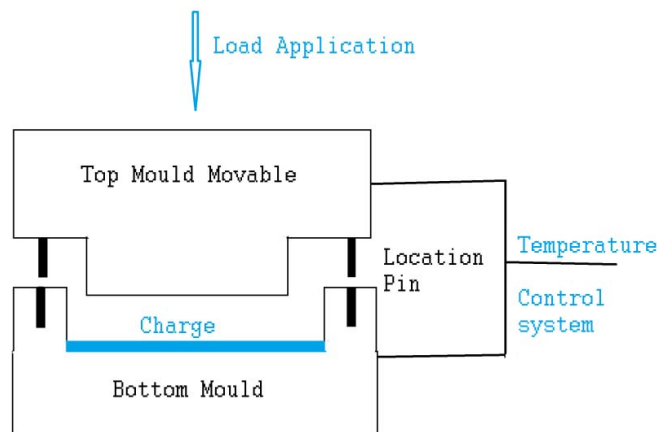 Load Application
Top Mould Movable
Location
Pin
Temperature
Control
system
Charge
Bottom Mould